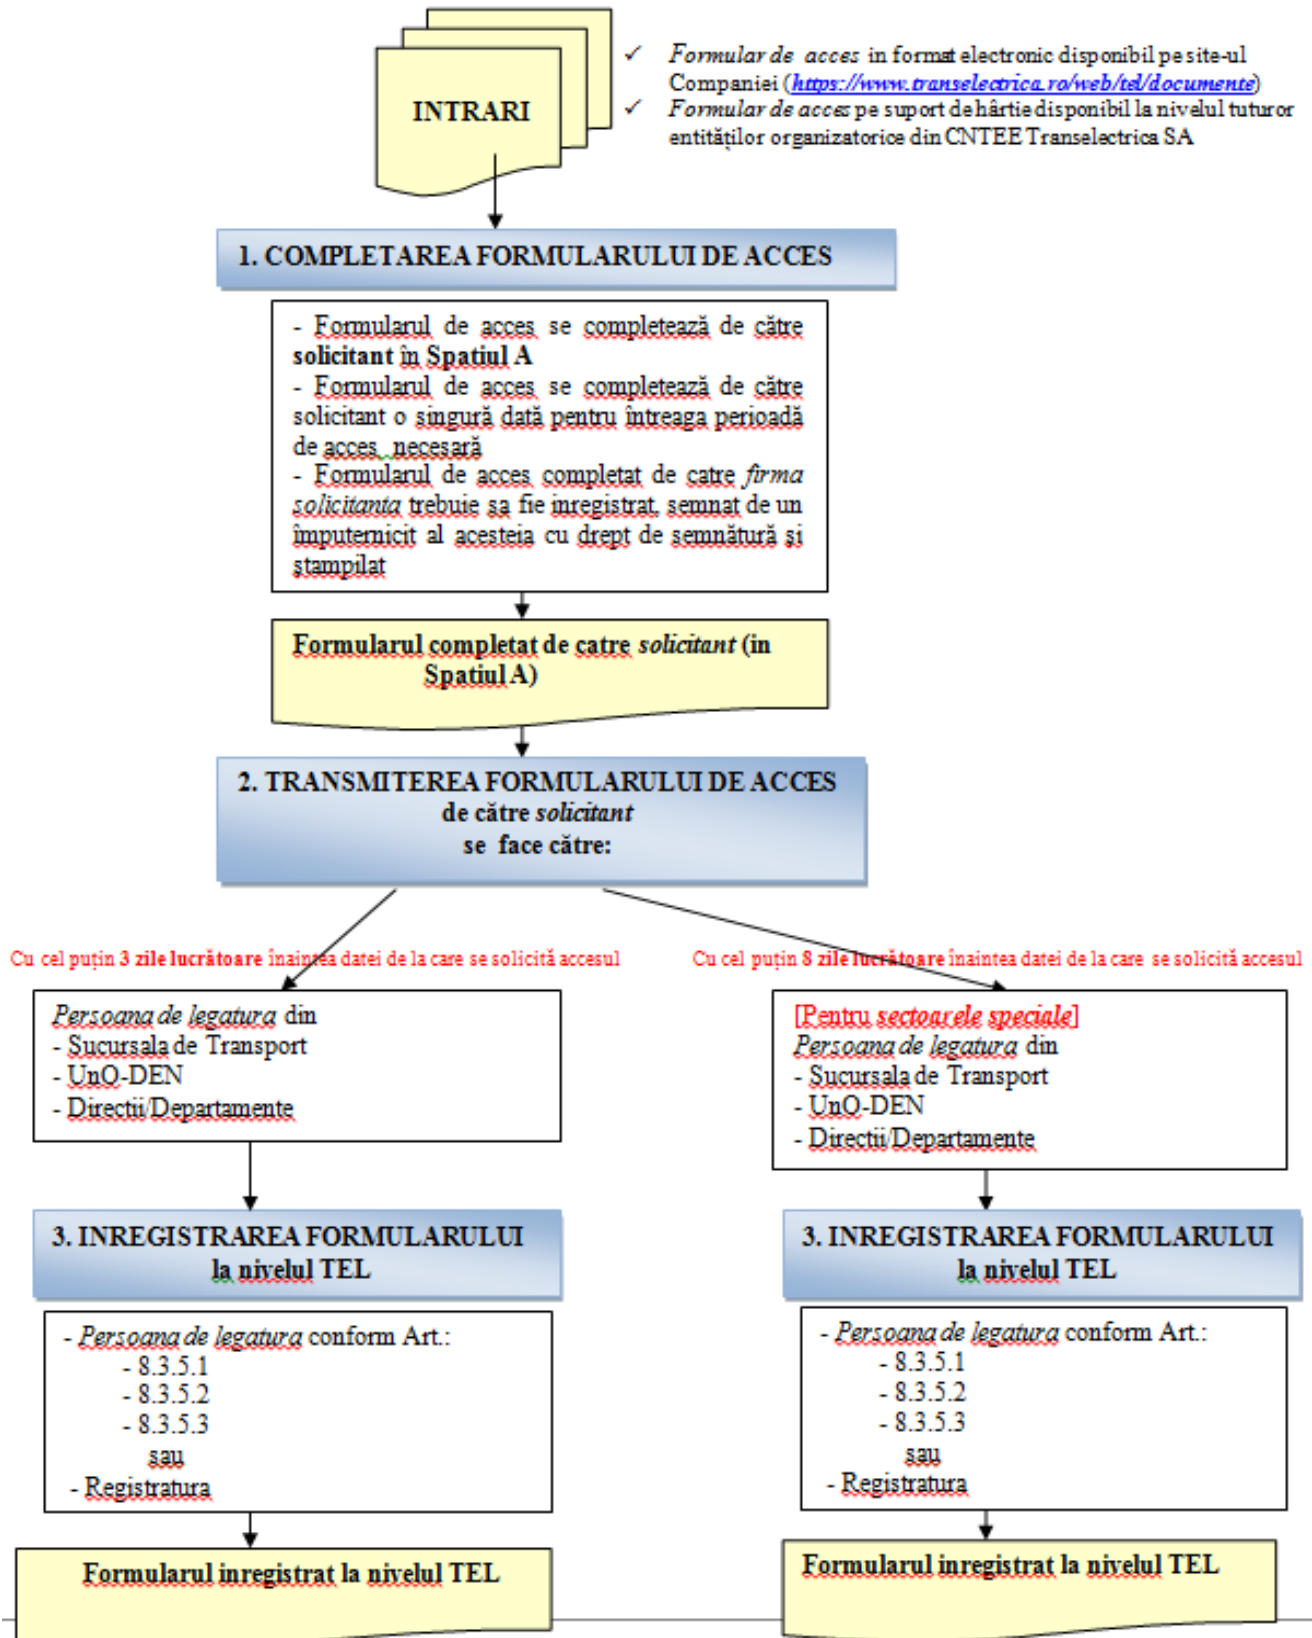 INTRARI
✓ Formular de acces in format electronic disponibil pe site-ul
Companiei (https://www.transelectrica.ro/web/tel/documente)
✓ Formular de acces pe suport de hârtie disponibil la nivelul tuturor
entităților organizatorice din CNTEE Transelectrica SA
1. COMPLETAREA FORMULARULUI DE ACCES
- Formularul de acces se completează de către
solicitant în Spatiul A
- Formularul de acces se completează de către
solicitant o singură dată pentru întreaga perioadă
de acces necesară
- Formularul de acces completat de catre firma
solicitanta trebuie sa fie inregistrat, semnat de un
împuternicit al acesteia cu drept de semnătură și
ștampilat
Formularul completat de catre solicitant (in
Spatiul A)
2. TRANSMITEREA FORMULARULUI DE ACCES
de către solicitant
se face către:
Cu cel puțin 3 zile lucrătoare înaintea datei de la care se solicită accesul
Persoana de legatura din
- Sucursala de Transport
- UnO-DEN
- Directii/Departamente
3. INREGISTRAREA FORMULARULUI
la nivelul TEL
- Persoana de legatura conform Art.:
- 8.3.5.1
- 8.3.5.2
- 8.3.5.3
sau
- Registratura
Formularul inregistrat la nivelul TEL
Cu cel puțin 8 zile lucrătoare înaintea datei de la care se solicită accesul
[Pentru sectoarele speciale]
Persoana de legatura din
- Sucursala de Transport
- UnO-DEN
- Directii/Departamente
3. INREGISTRAREA FORMULARULUI
la nivelul TEL
- Persoana de legatura conform Art.:
- 8.3.5.1
- 8.3.5.2
- 8.3.5.3
sau
- Registratura
Formularul inregistrat la nivelul TEL